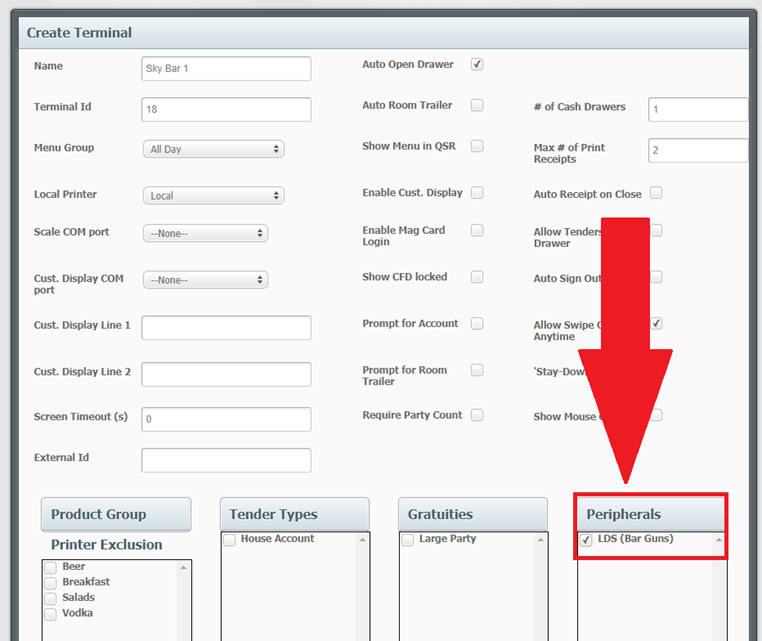 Create Terminal
Name
Sky Bar 1
Auto Open Drawer
Terminal Id
18
Auto Room Trailer
# of Cash Drawers
1
Menu Group
All Day
Show Menu in QSR
Max # of Print
Receipts
2
Local Printer
Local
Enable Cust. Display
Auto Receipt on Close
Scale COM port
--None--
Enable Mag Card
Login
Allow Tenders
Drawer
Cust. Display COM
port
--None--
Show CFD locked
Auto Sign Out
Cust. Display Line 1
Prompt for Account
Allow Swipe
Anytime
Cust. Display Line 2
Prompt for Room
Trailer
'Stay-Dow
Screen Timeout (s)
0
Require Party Count
Show Mouse
External Id
Product Group
Tender Types
Gratuities
Peripherals
Printer Exclusion
House Account
Large Party
LDS (Bar Guns)
Beer
Breakfast
Salads
Vodka